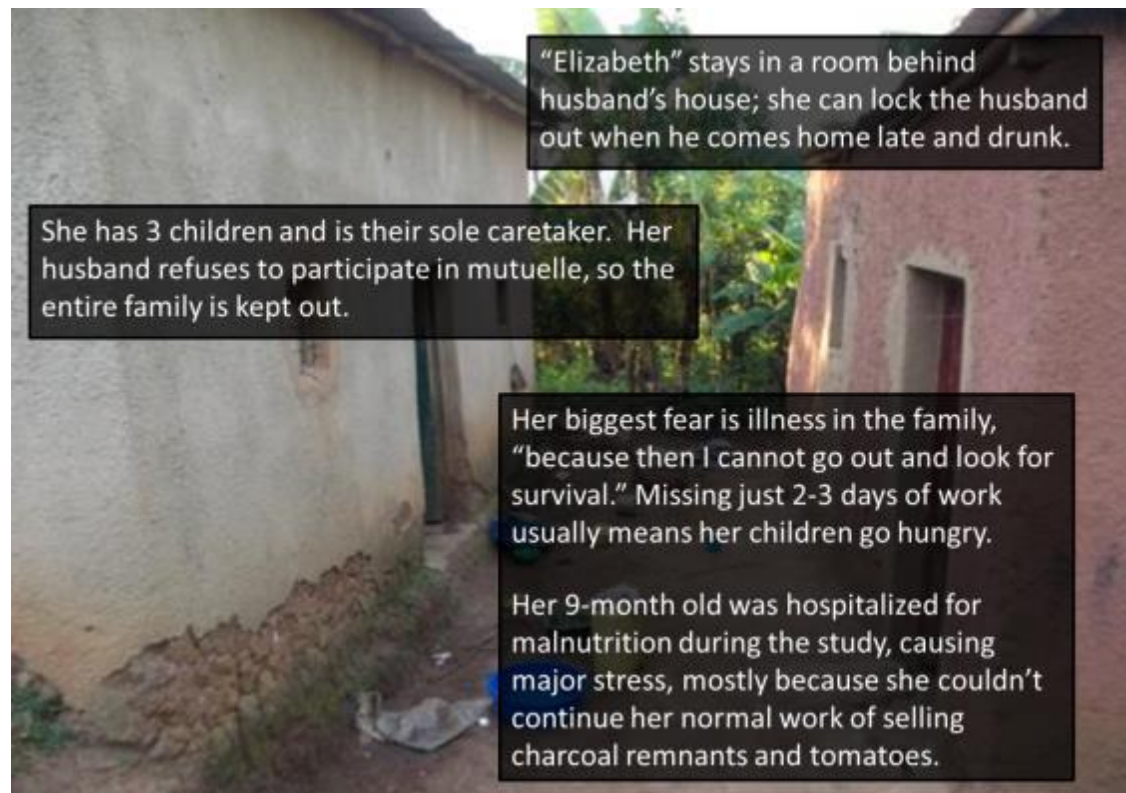 “Elizabeth” stays in a room behind
husband’s house; she can lock the husband
out when he comes home late and drunk.
She has 3 children and is their sole caretaker.  Her
husband refuses to participate in mutuelle, so the
entire family is kept out.
Her biggest fear is illness in the family,
“because then I cannot go out and look for
survival.” Missing just 2-3 days of work
usually means her children go hungry.
Her 9-month old was hospitalized for
malnutrition during the study, causing
major stress, mostly because she couldn’t
continue her normal work of selling
charcoal remnants and tomatoes.